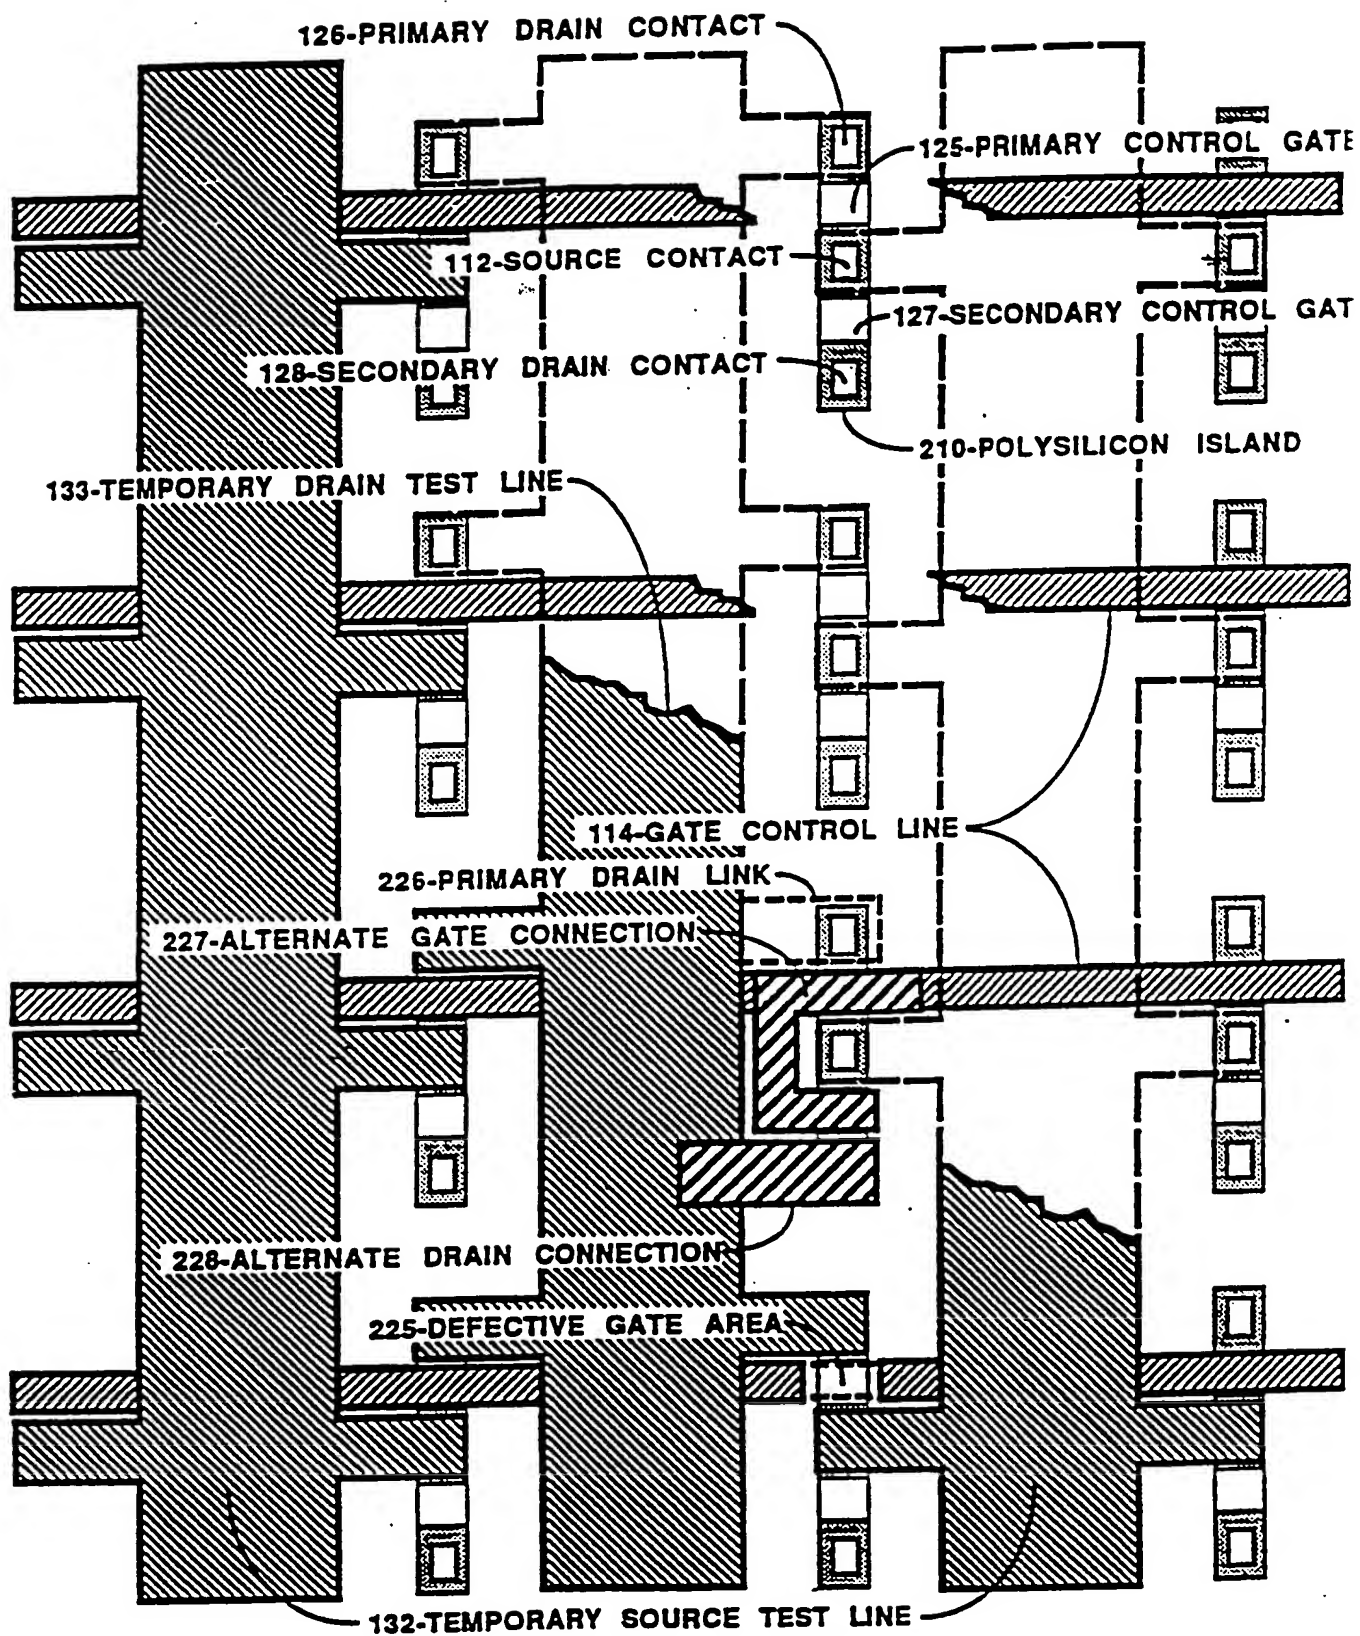 126-PRIMARY DRAIN CONTACT
125-PRIMARY CONTROL GATE
112-SOURCE CONTACT
127-SECONDARY CONTROL GAT
128-SECONDARY DRAIN CONTACT
210-POLYSILICON ISLAND
133-TEMPORARY DRAIN TEST LINE
114-GATE CONTROL LINE
226-PRIMARY DRAIN LINK
227-ALTERNATE GATE CONNECTION
228-ALTERNATE DRAIN CONNECTION
225-DEFECTIVE GATE AREA
132-TEMPORARY SOURCE TEST LINE